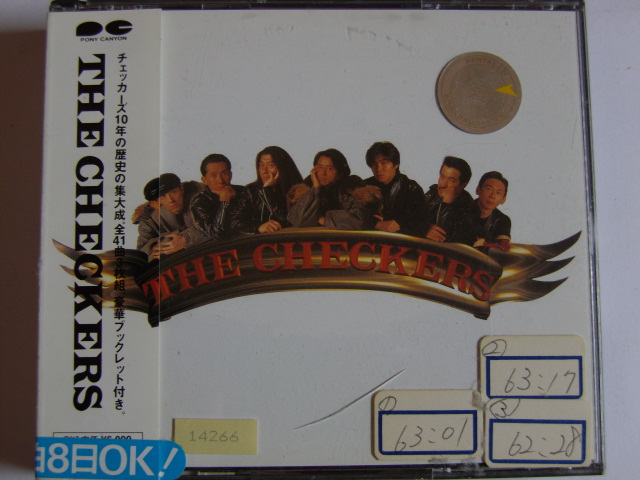 PONY CANYON
THE CHECKERS
チェッカーズ10年の歴史の集大成、全41曲3枚組、豪華ブックレット付き。
THE CHECKERS
② 63:17
① 63:01
③ 62:28
14266
8日OK!